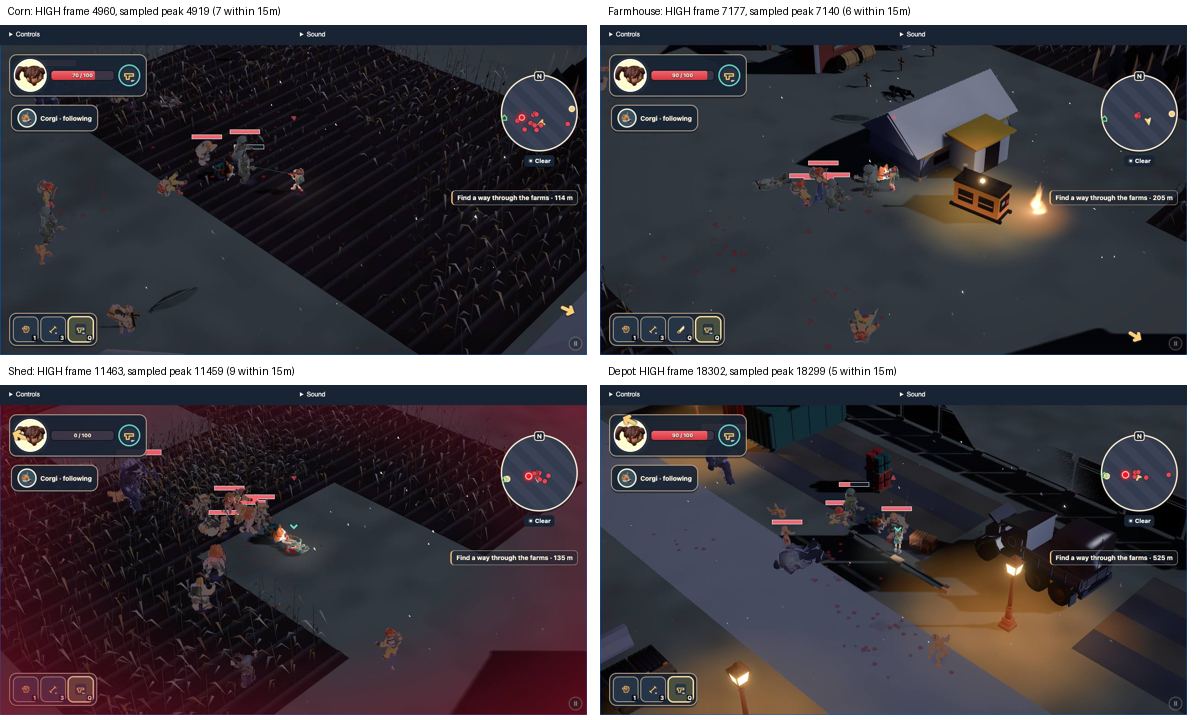 Corn: HIGH frame 4960, sampled peak 4919 (7 within 15m)
Controls
Sound
70 / 100
Corgi · following
N
Clear
Find a way through the farms · 114 m
1
3
Q
Farmhouse: HIGH frame 7177, sampled peak 7140 (6 within 15m)
Controls
Sound
90 / 100
Corgi · following
N
Clear
Find a way through the farms · 205 m
1
3
Q
Q
Shed: HIGH frame 11463, sampled peak 11459 (9 within 15m)
Controls
Sound
0 / 100
Corgi · following
N
Clear
Find a way through the farms · 135 m
1
3
Q
Depot: HIGH frame 18302, sampled peak 18299 (5 within 15m)
Controls
Sound
90 / 100
Corgi · following
N
Clear
Find a way through the farms · 525 m
1
3
Q